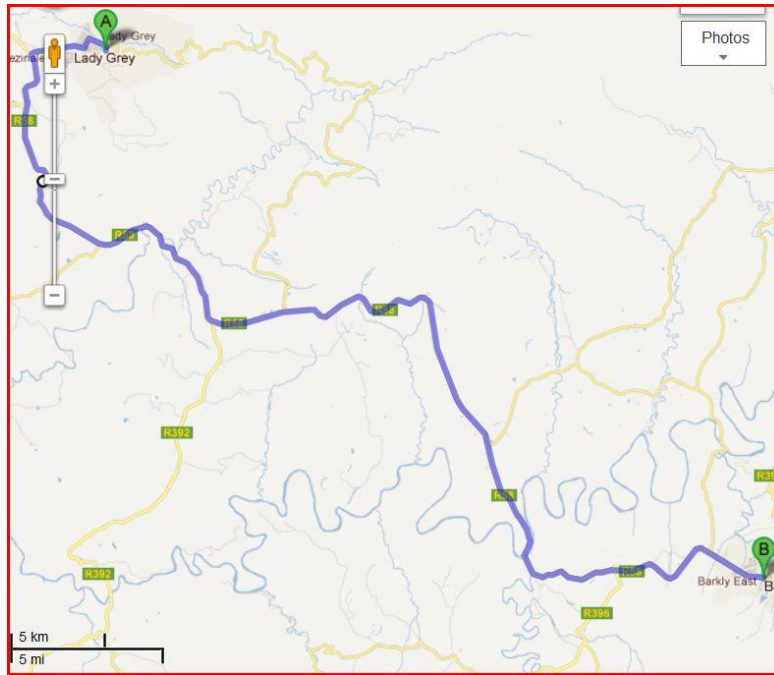 Photos
A
Lady Grey
Lady Grey
R58
R58
R58
R58
R392
R58
R392
R58
R396
B
Barkly East
B
5 km
5 mi